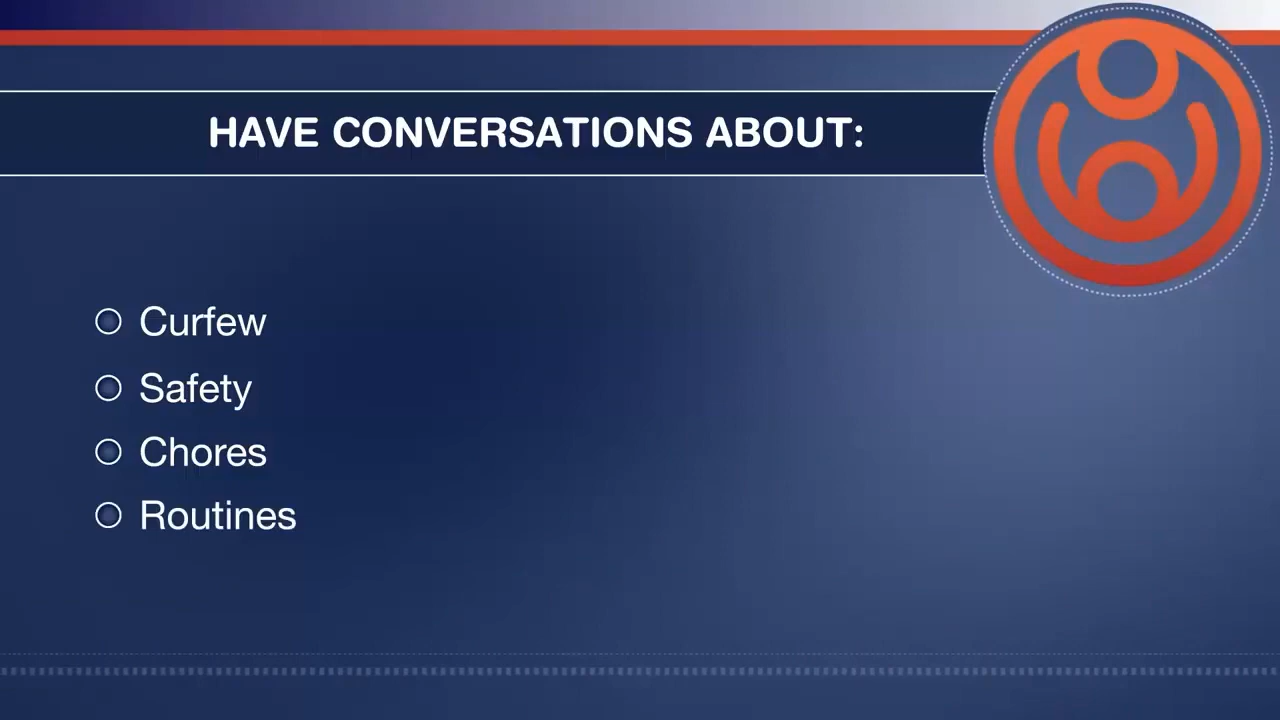 HAVE CONVERSATIONS ABOUT:
Curfew
Safety
Chores
Routines